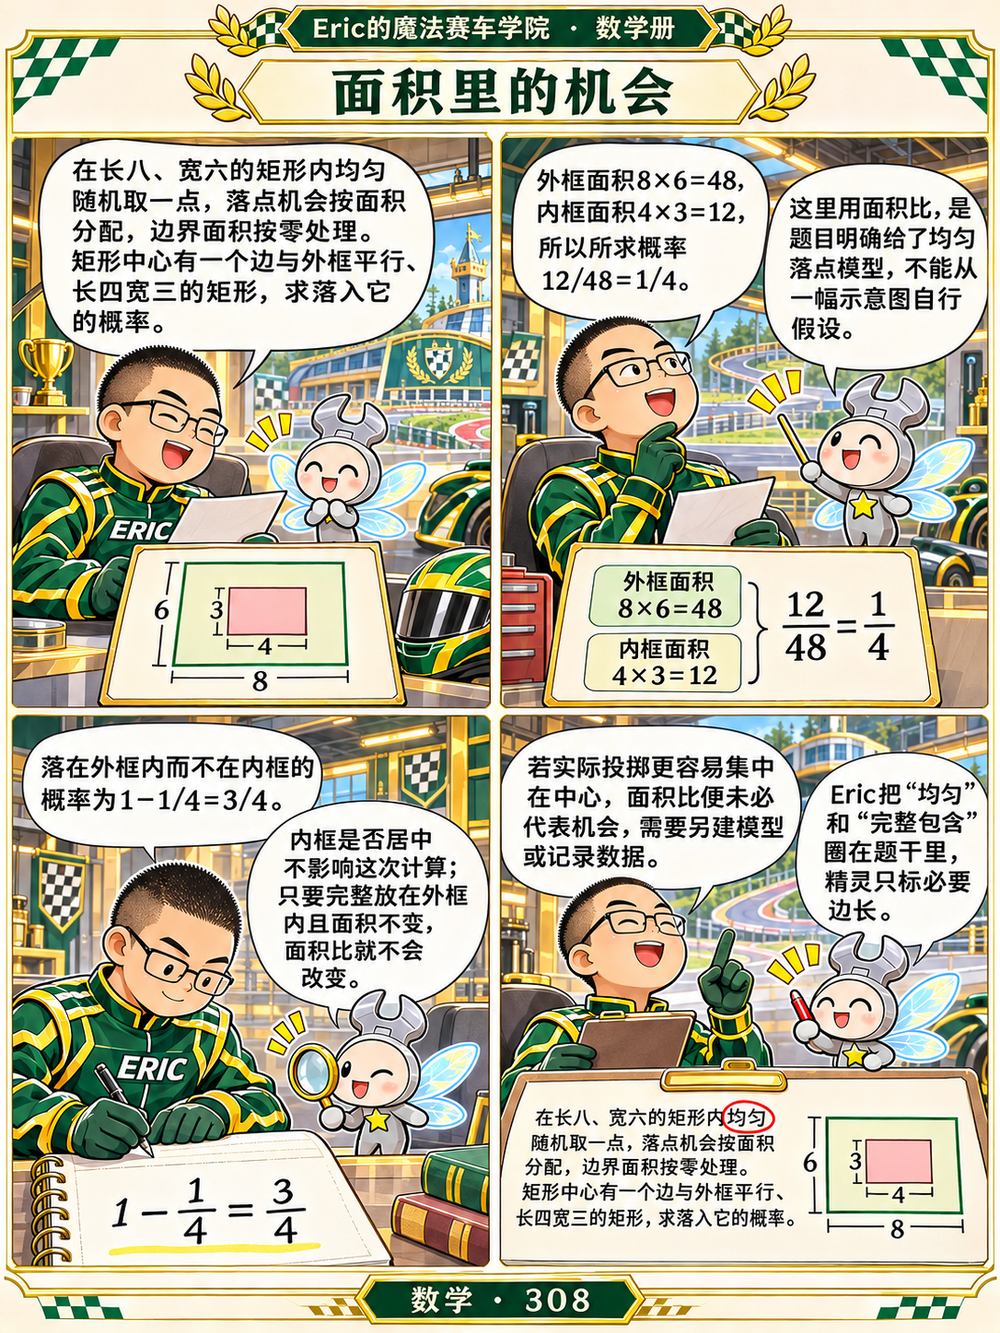 Eric的魔法赛车学院 · 数学册
面积里的机会
在长八、宽六的矩形内均匀
随机取一点，落点机会按面积
分配，边界面积按零处理。
矩形中心有一个边与外框平行、
长四宽三的矩形，求落入它
的概率。
ERIC
6
3
4
8
外框面积8×6=48，
内框面积4×3=12，
所以所求概率
12/48=1/4。
这里用面积比，是
题目明确给了均匀
落点模型，不能从
一幅示意图自行
假设。
外框面积
8×6=48
内框面积
4×3=12
12/48=1/4
落在外框内而不在内框的
概率为1－1/4=3/4。
内框是否居中
不影响这次计算；
只要完整放在外框
内且面积不变，
面积比就不会
改变。
ERIC
1－1/4=3/4
若实际投掷更容易集中
在中心，面积比便未必
代表机会，需要另建模型
或记录数据。
Eric把“均匀”
和“完整包含”
圈在题干里，
精灵只标必要
边长。
在长八、宽六的矩形内均匀
随机取一点，落点机会按面积
分配，边界面积按零处理。
矩形中心有一个边与外框平行、
长四宽三的矩形，求落入它的概率。
6
3
4
8
数学 · 308